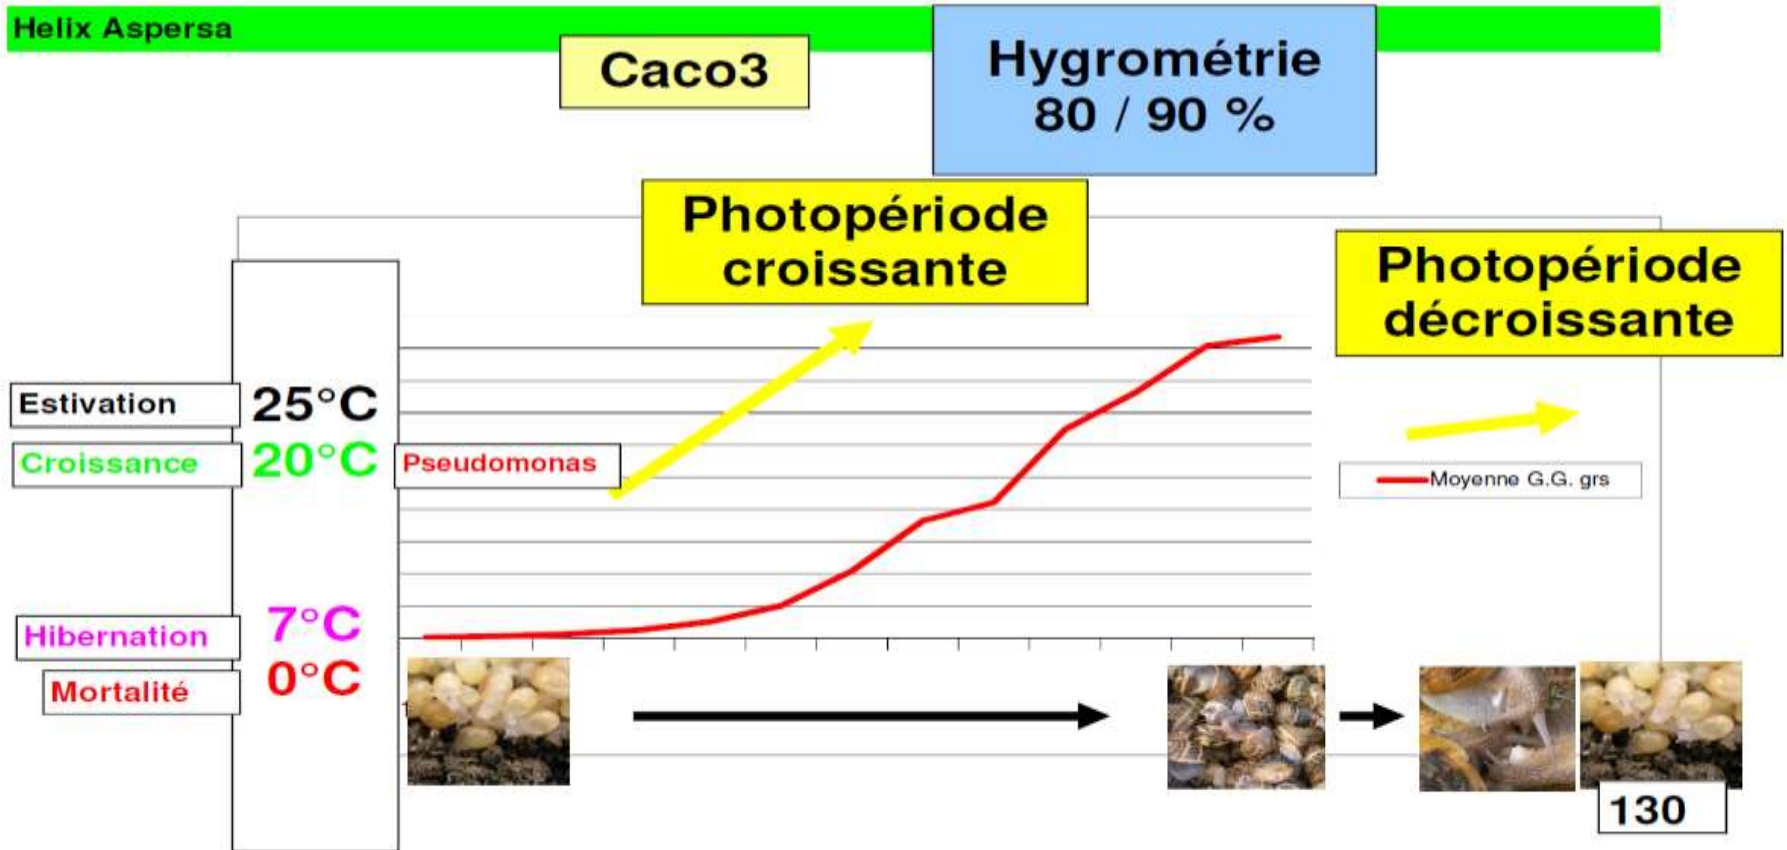 Helix Aspersa
Caco3
Hygrométrie
80 / 90 %
Photopériode
croissante
Photopériode
décroissante
Estivation
25°C
Croissance
20°C
Pseudomonas
Moyenne G.G. grs
Hibernation
7°C
Mortalité
0°C
130